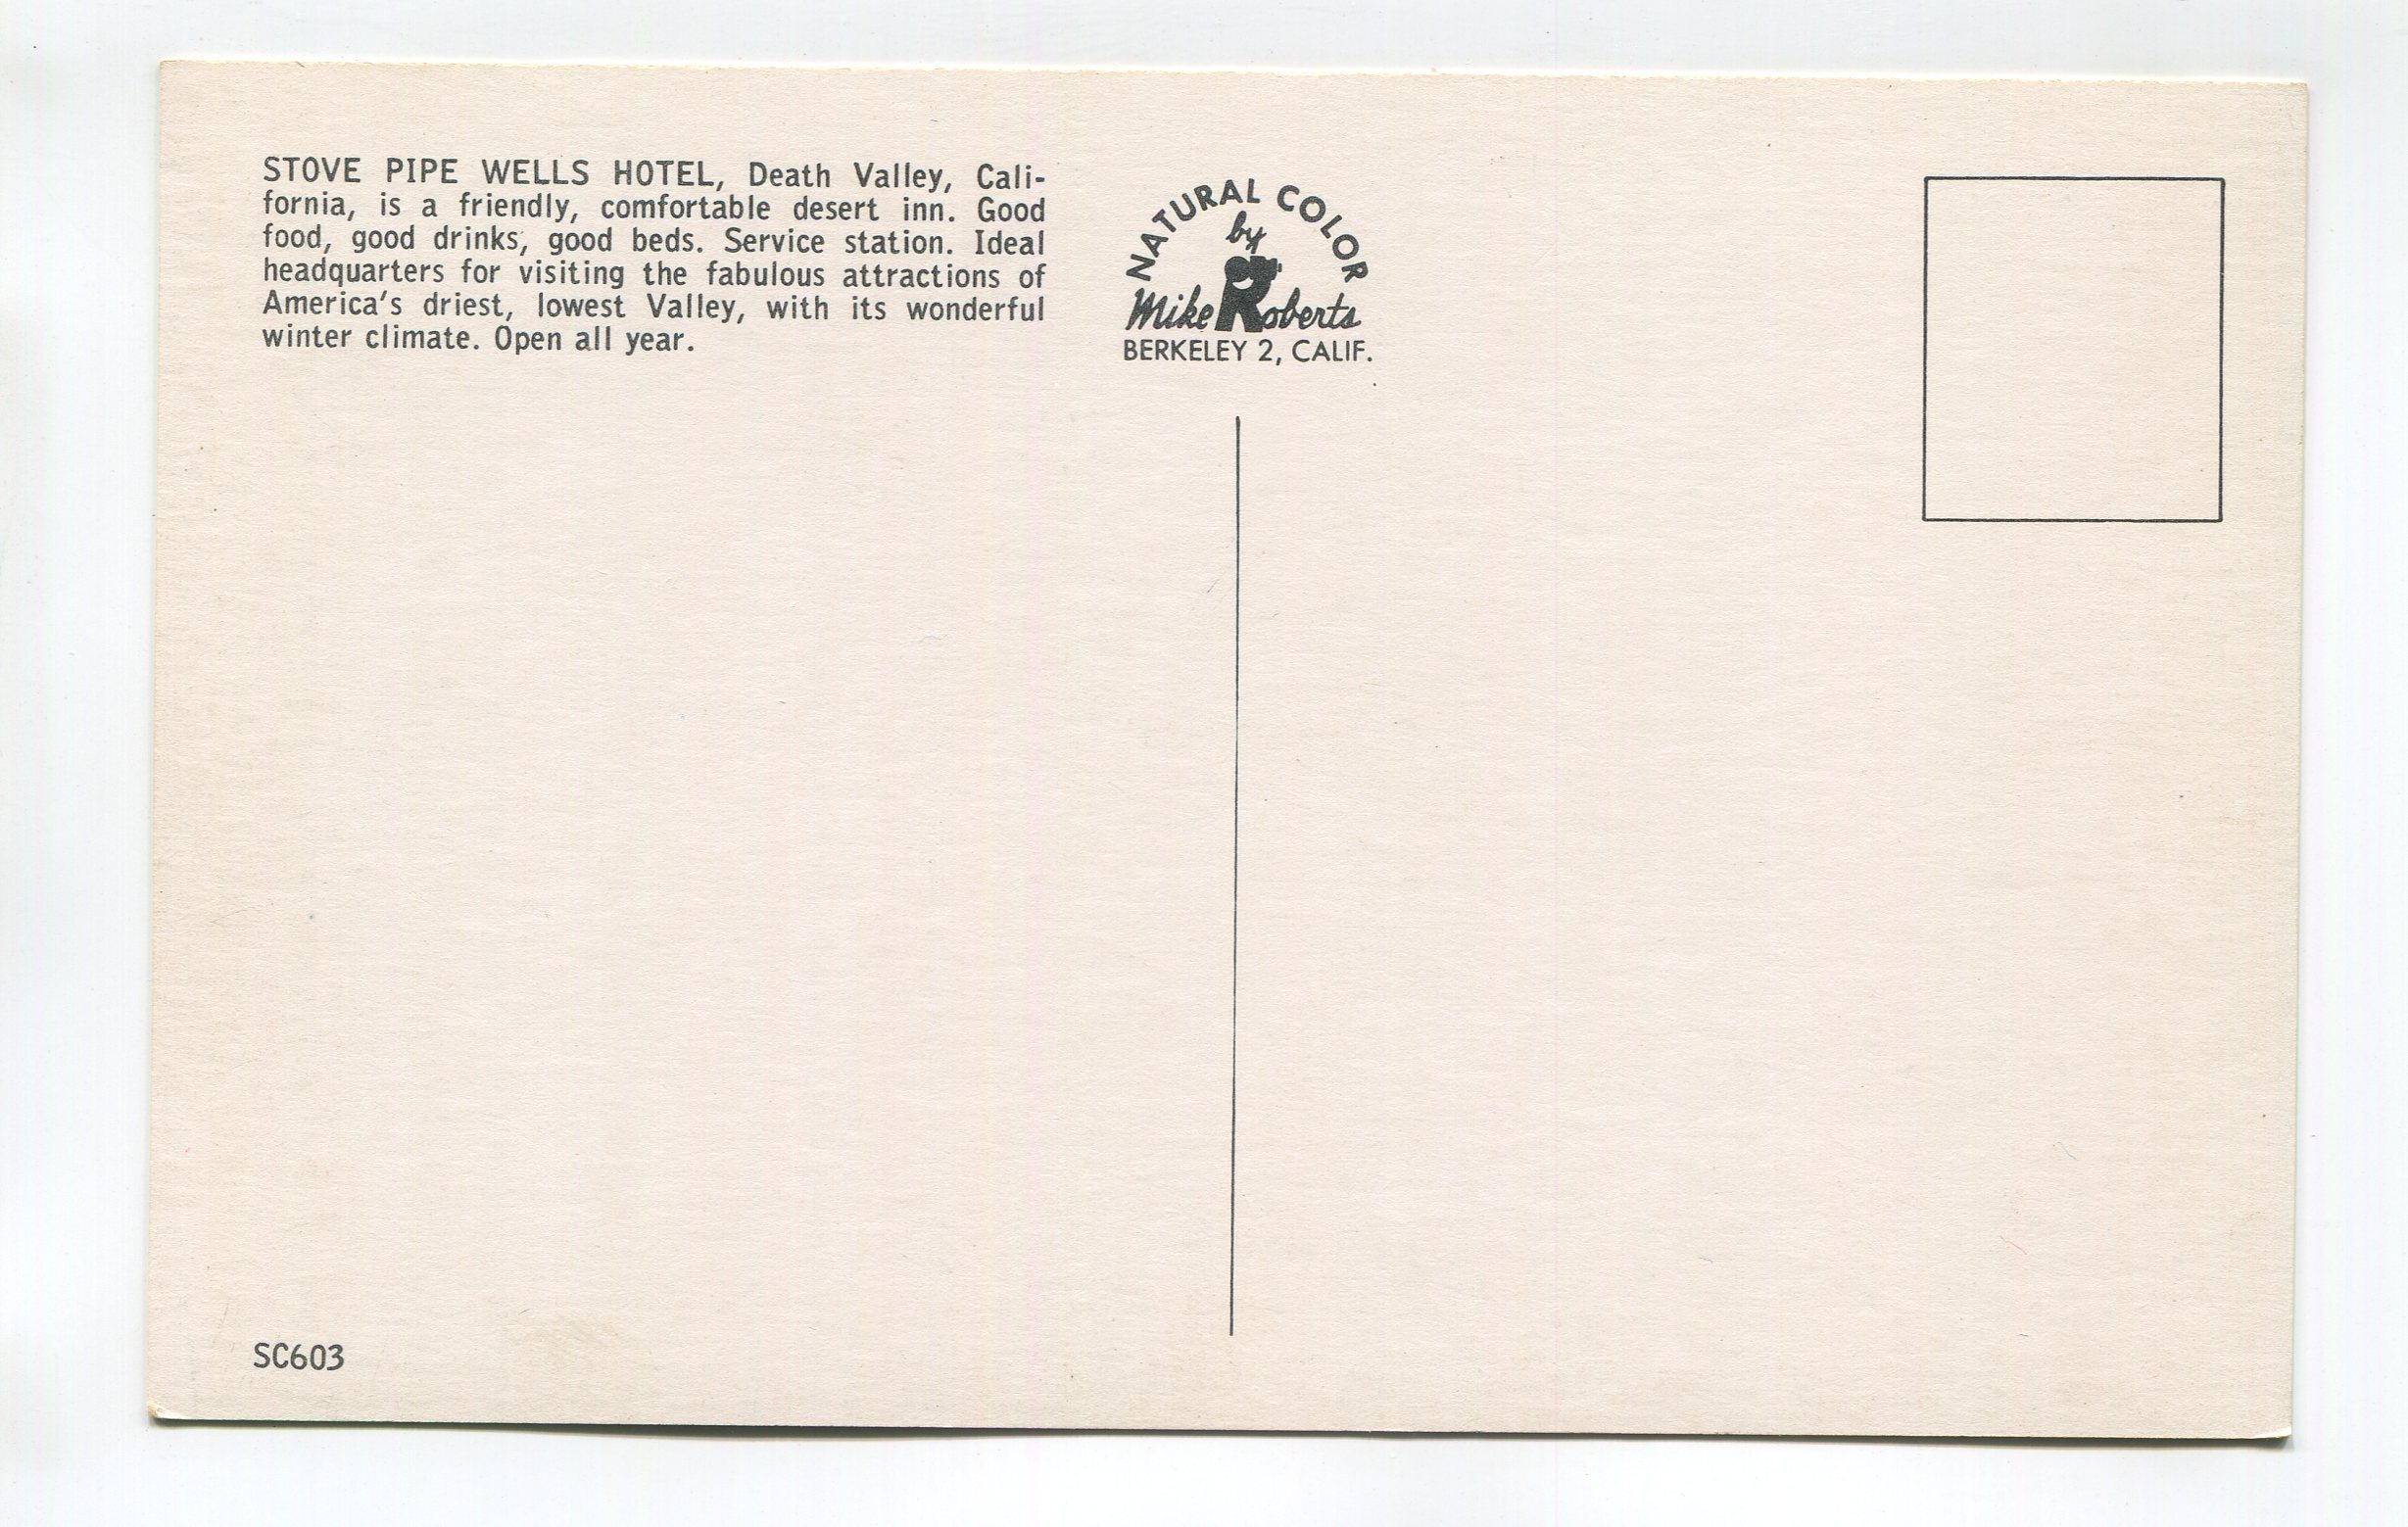 STOVE PIPE WELLS HOTEL, Death Valley, Cali-
fornia, is a friendly, comfortable desert inn. Good
food, good drinks, good beds. Service station. Ideal
headquarters for visiting the fabulous attractions of
America's driest, lowest Valley, with its wonderful
winter climate. Open all year.
NATURAL COLOR
by
Mike Roberts
BERKELEY 2, CALIF.
SC603